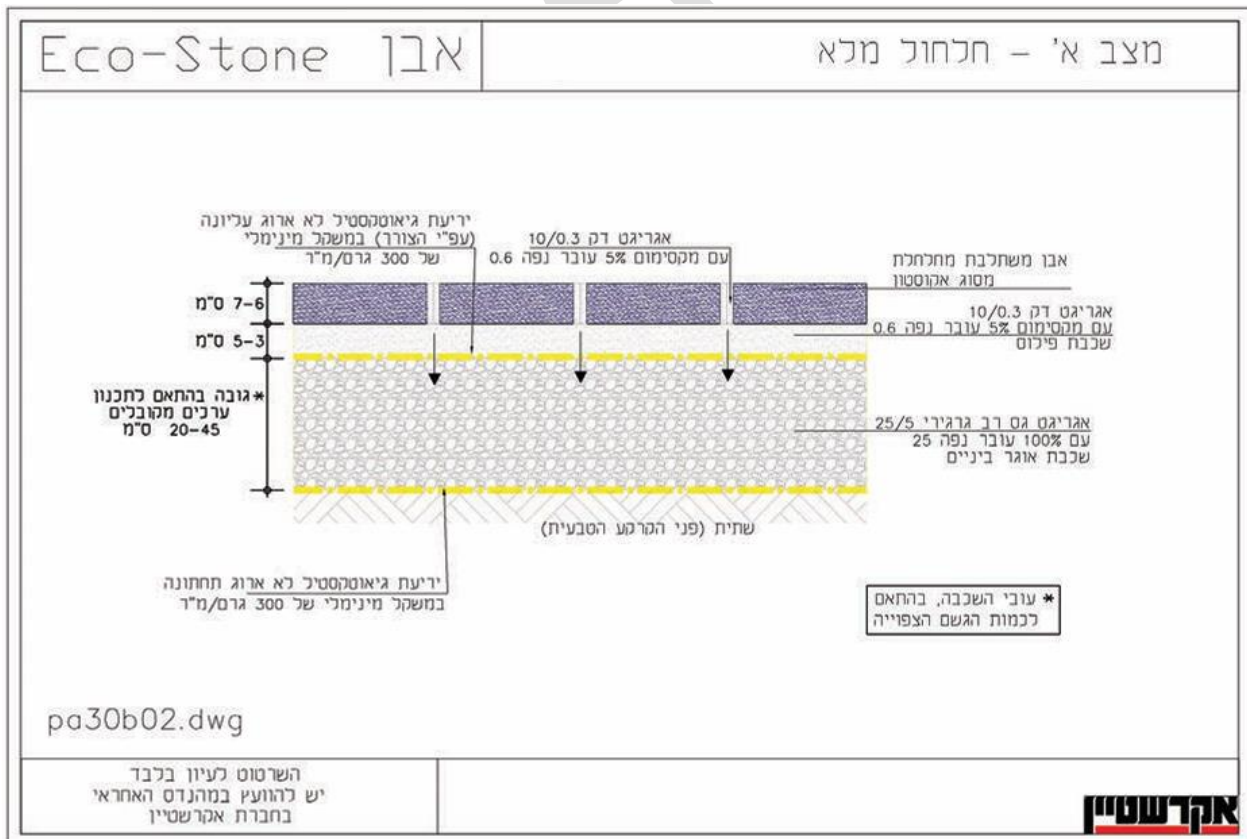 אבן Eco-Stone
מצב א' – חלחול מלא
יריעת גיאוטקסטיל לא ארוג עליונה
(עפ"י הצורך) במשקל מינימלי
של 300 גרם/מ"ר
אגריגט דק 10/0.3
עם מקסימום 5% עובר נפה 0.6
אבן משתלבת מחלחלת
מסוג אקוסטון
אגריגט דק 10/0.3
עם מקסימום 5% עובר נפה 0.6
שכבת פילוס
7-6 ס"מ
5-3 ס"מ
* גובה בהתאם לתכנון
ערכים מקובלים
20-45 ס"מ
אגריגט גס רב גרגירי 25/5
עם 100% עובר נפה 25
שכבת אוגר ביניים
שתית (פני הקרקע הטבעית)
יריעת גיאוטקסטיל לא ארוג תחתונה
במשקל מינימלי של 300 גרם/מ"ר
* עובי השכבה, בהתאם
לכמות הגשם הצפוייה
pa30b02.dwg
השרטוט לעיון בלבד
יש להוועץ במהנדס האחראי
בחברת אקרשטיין
אקרשטיין